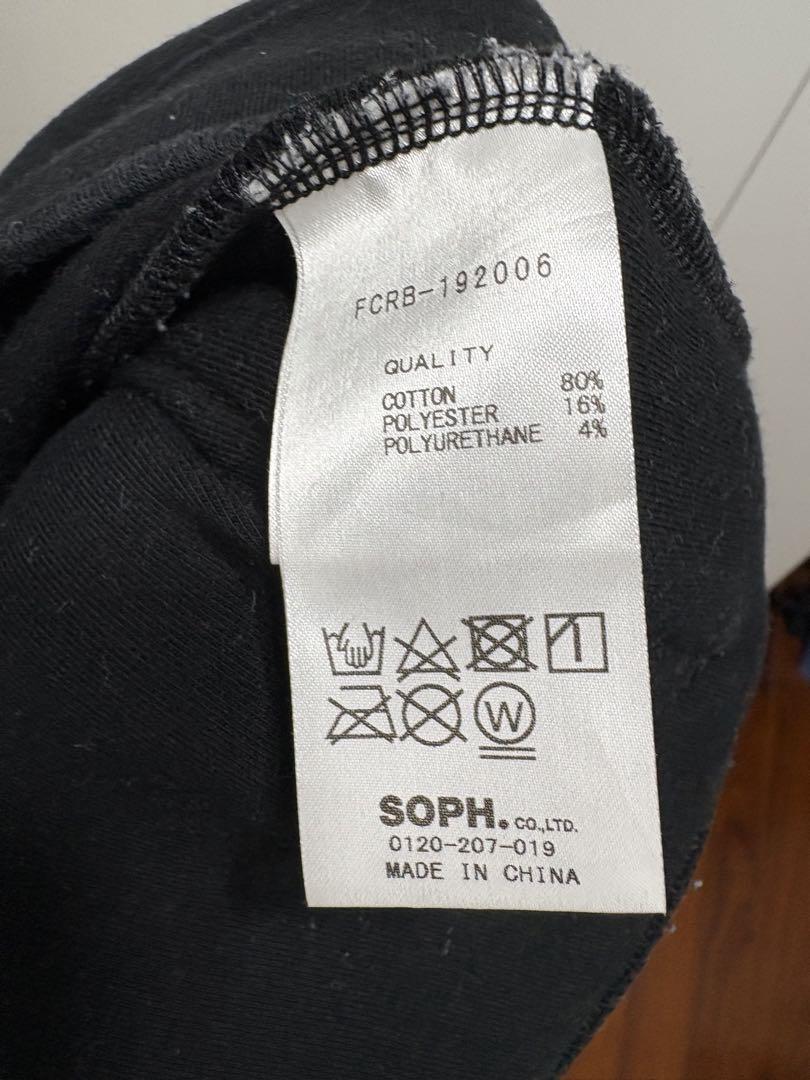 FCRB-192006
QUALITY
COTTON 80%
POLYESTER 16%
POLYURETHANE 4%
W
SOPH. CO.,LTD.
0120-207-019
MADE IN CHINA